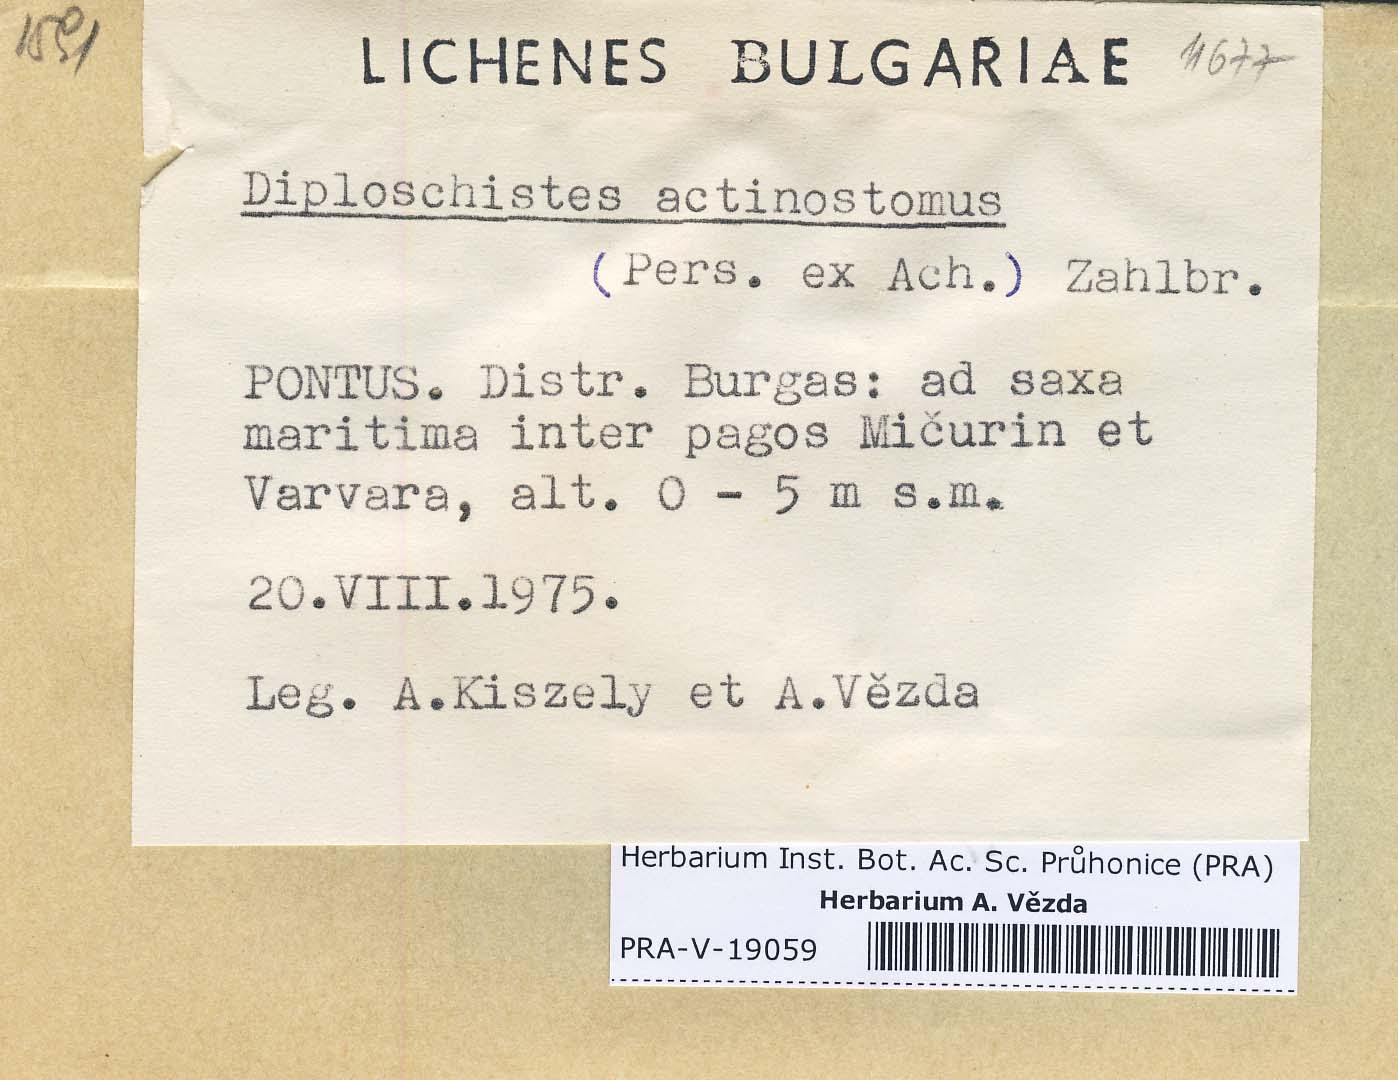 1591
LICHENES BULGARIAE 11677
Diploschistes actinostomus
(Pers. ex Ach.) Zahlbr.
PONTUS. Distr. Burgas: ad saxa
maritima inter pagos Mičurin et
Varvara, alt. 0 - 5 m s.m.
20.VIII.1975.
Leg. A.Kiszely et A.Vězda
Herbarium Inst. Bot. Ac. Sc. Průhonice (PRA)
Herbarium A. Vězda
PRA-V-19059